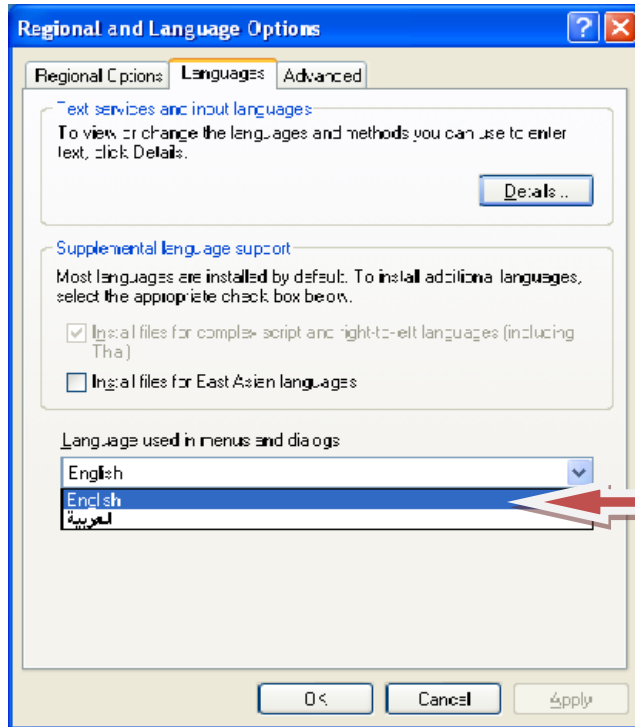 Regional and Language Options
Regional Options Languages Advanced
Text services and input languages
To view or change the languages and methods you can use to enter
text, click Details.
Details...
Supplemental language support
Most languages are installed by default. To install additional languages,
select the appropriate check box below.
Install files for complex script and right-to-left languages (including
Thai)
Install files for East Asian languages
Language used in menus and dialogs
English
English
العربية
OK Cancel Apply